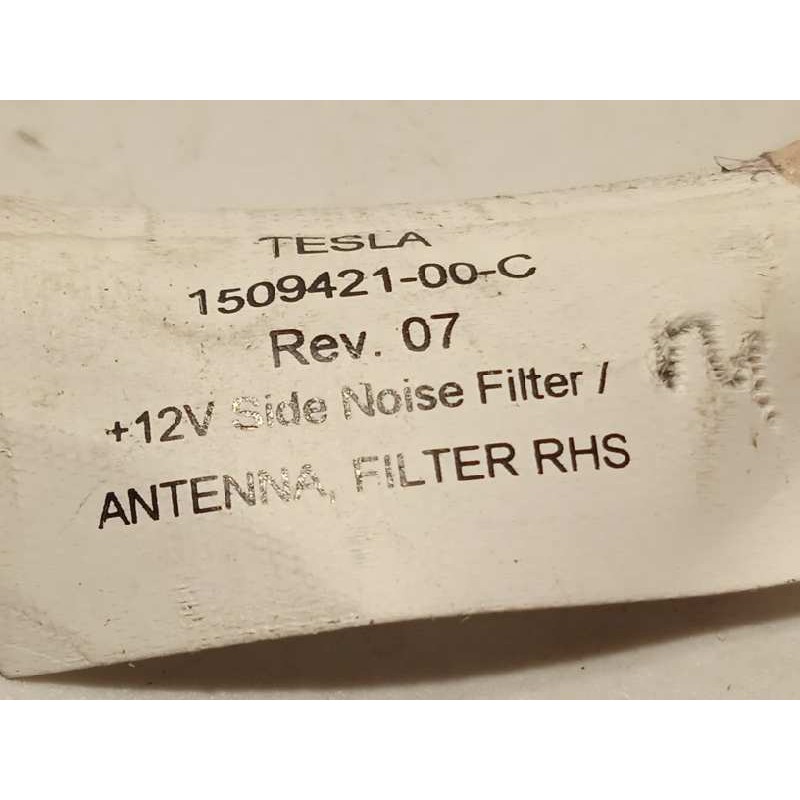 TESLA
1509421-00-C
Rev. 07
+12V Side Noise Filter /
ANTENNA, FILTER RHS